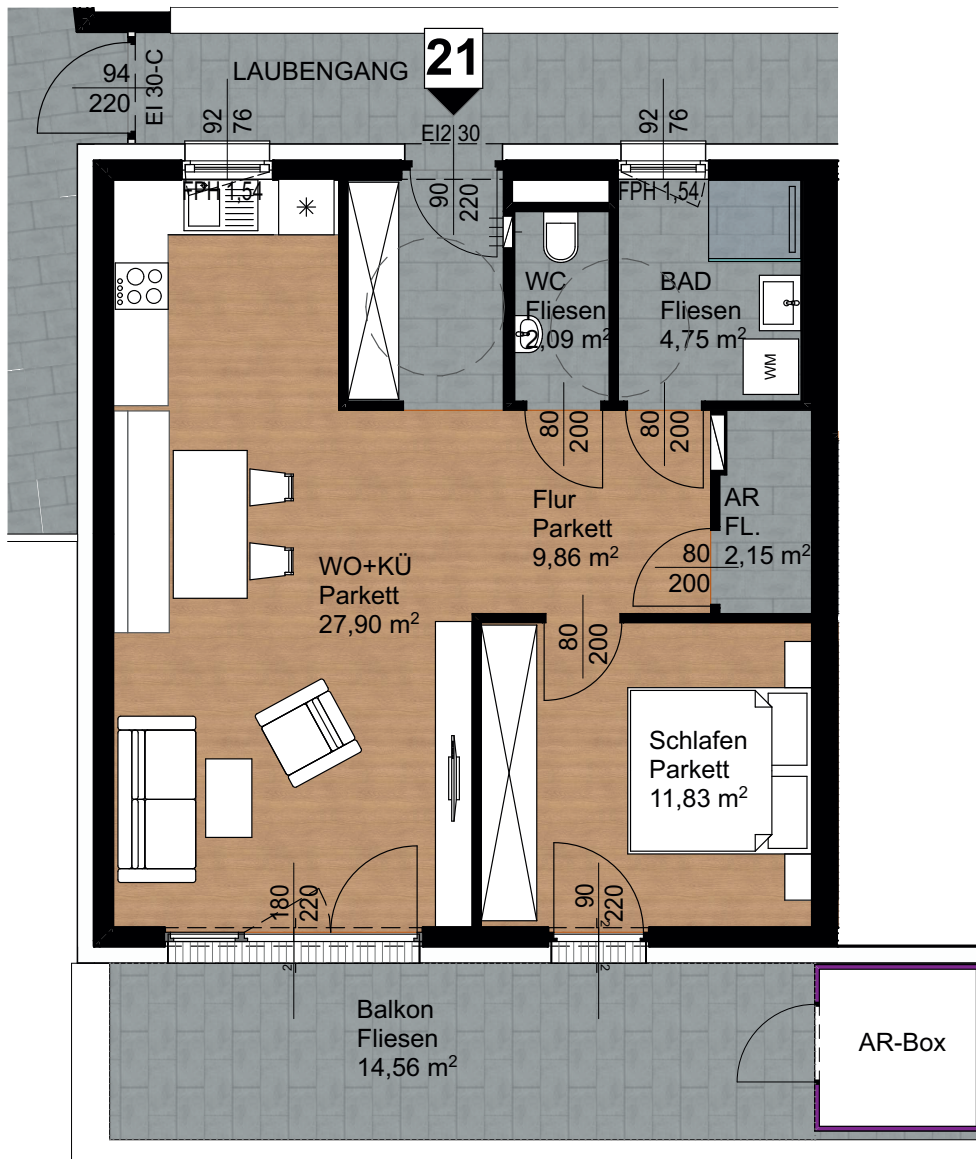 94
220
EI 30-C
LAUBENGANG
21
92
76
EI2 30
92
76
FPH 1,54
90
220
FPH 1,54
WC
Fliesen
2,09 m²
BAD
Fliesen
4,75 m²
WM
80
200
80
200
Flur
Parkett
9,86 m²
AR
FL.
2,15 m²
80
200
WO+KÜ
Parkett
27,90 m²
80
200
Schlafen
Parkett
11,83 m²
180
220
90
220
2
2
2
Balkon
Fliesen
14,56 m²
AR-Box